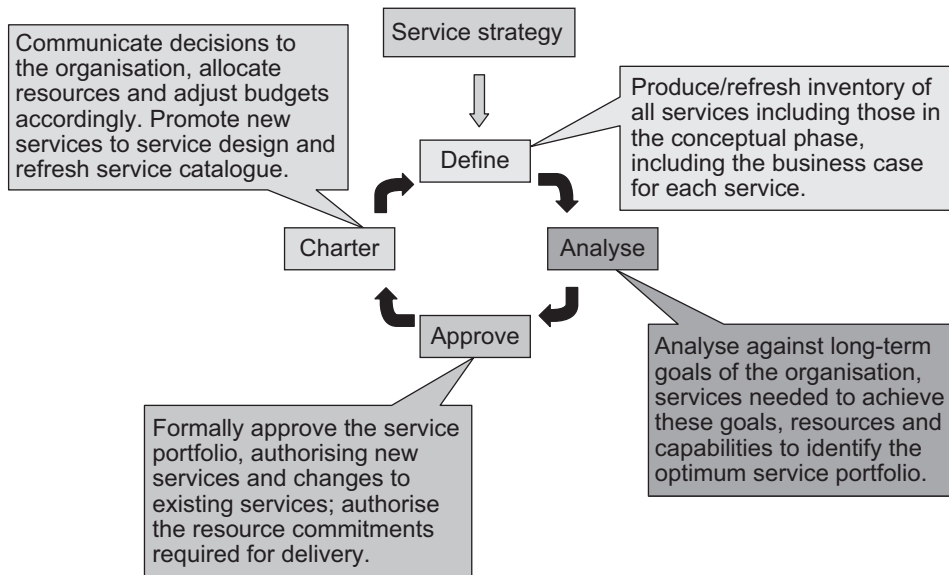 Service strategy
Communicate decisions to
the organisation, allocate
resources and adjust budgets
accordingly. Promote new
services to service design and
refresh service catalogue.
Produce/refresh inventory of
all services including those in
the conceptual phase,
including the business case
for each service.
Define
Charter
Analyse
Approve
Analyse against long-term
goals of the organisation,
services needed to achieve
these goals, resources and
capabilities to identify the
optimum service portfolio.
Formally approve the service
portfolio, authorising new
services and changes to
existing services; authorise
the resource commitments
required for delivery.